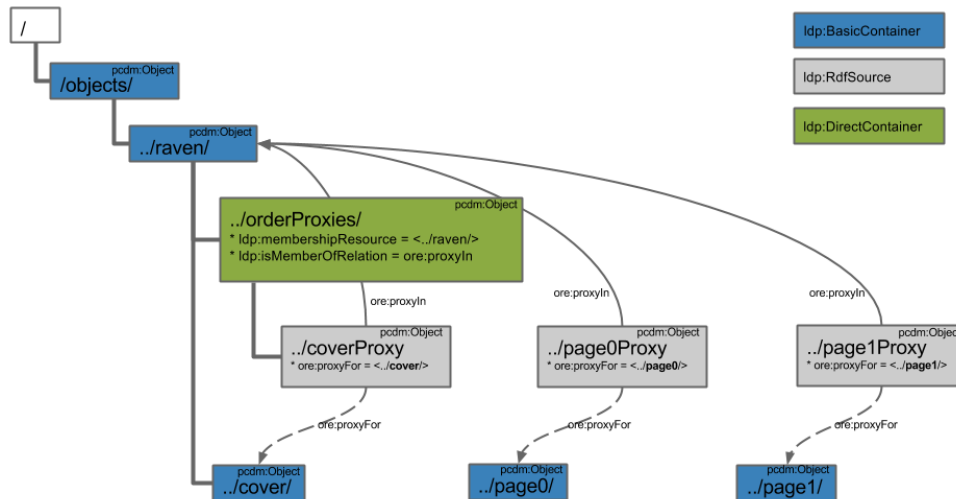 /
ldp:BasicContainer
pcdm:Object
/objects/
ldp:RdfSource
ldp:DirectContainer
pcdm:Object
../raven/
pcdm:Object
../orderProxies/
* ldp:membershipResource = <../raven/>
* ldp:isMemberOfRelation = ore:proxyIn
ore:proxyIn
ore:proxyIn
ore:proxyIn
pcdm:Object
../coverProxy
* ore:proxyFor = <../cover/>
pcdm:Object
../page0Proxy
* ore:proxyFor = <../page0/>
pcdm:Object
../page1Proxy
* ore:proxyFor = <../page1/>
ore:proxyFor
ore:proxyFor
ore:proxyFor
pcdm:Object
../cover/
pcdm:Object
../page0/
pcdm:Object
../page1/